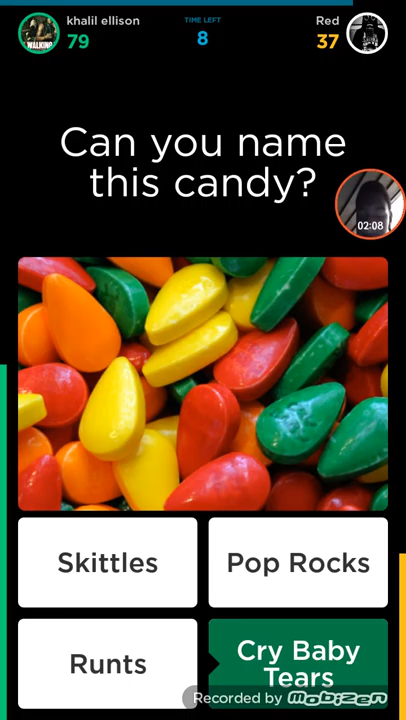 khalil ellison
79
TIME LEFT
8
Red
37
Can you name
this candy?
02:08
Skittles
Pop Rocks
Runts
Cry Baby
Tears
Recorded by Mobizen